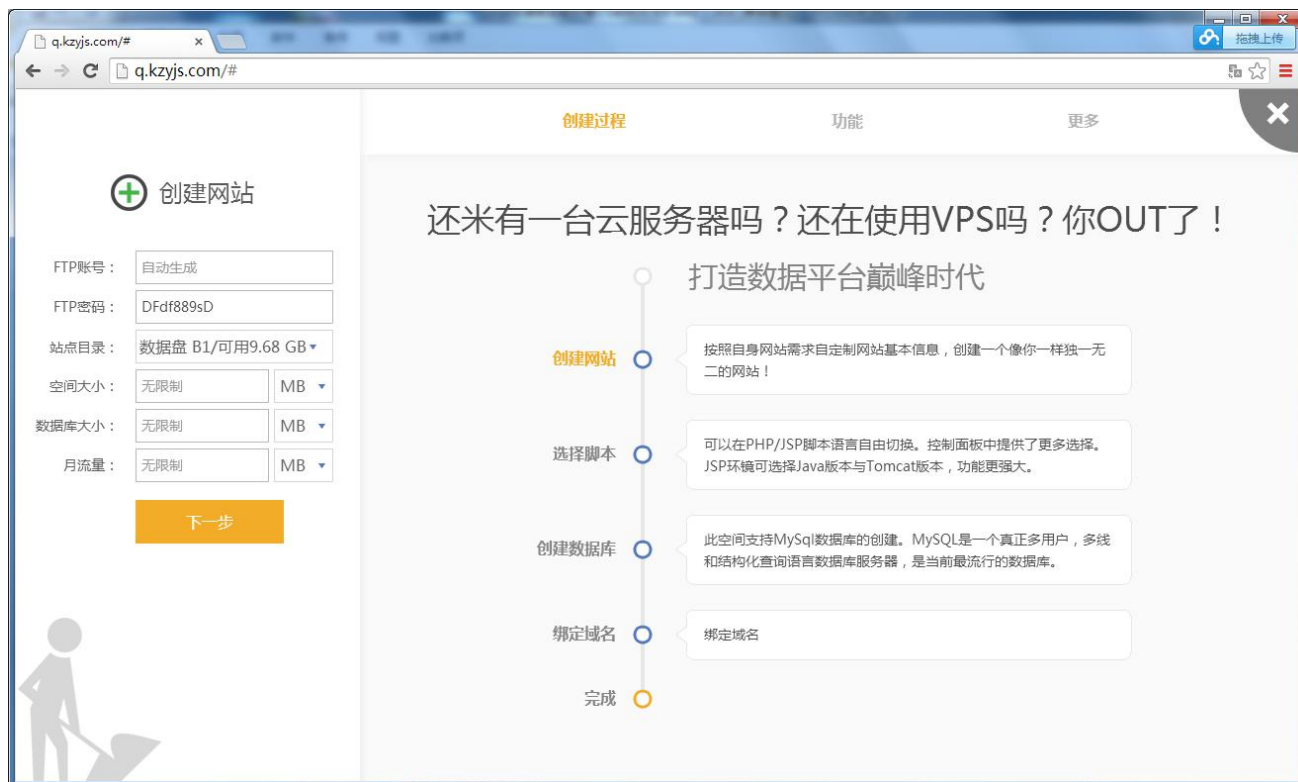 q.kzyjs.com/#
拖拽上传
q.kzyjs.com/#
创建过程 功能 更多
创建网站
FTP账号： 自动生成
FTP密码： DFdf889sD
站点目录： 数据盘 B1/可用9.68 GB
空间大小： 无限制 MB
数据库大小： 无限制 MB
月流量： 无限制 MB
下一步
还米有一台云服务器吗？还在使用VPS吗？你OUT了！
打造数据平台巅峰时代
创建网站
按照自身网站需求自定制网站基本信息，创建一个像你一样独一无
二的网站！
选择脚本
可以在PHP/JSP脚本语言自由切换。控制面板中提供了更多选择。
JSP环镜可选择Java版本与Tomcat版本，功能更强大。
创建数据库
此空间支持MySql数据库的创建。MySQL是一个真正多用户，多线
和结构化查询语言数据库服务器，是当前最流行的数据库。
绑定域名
绑定域名
完成